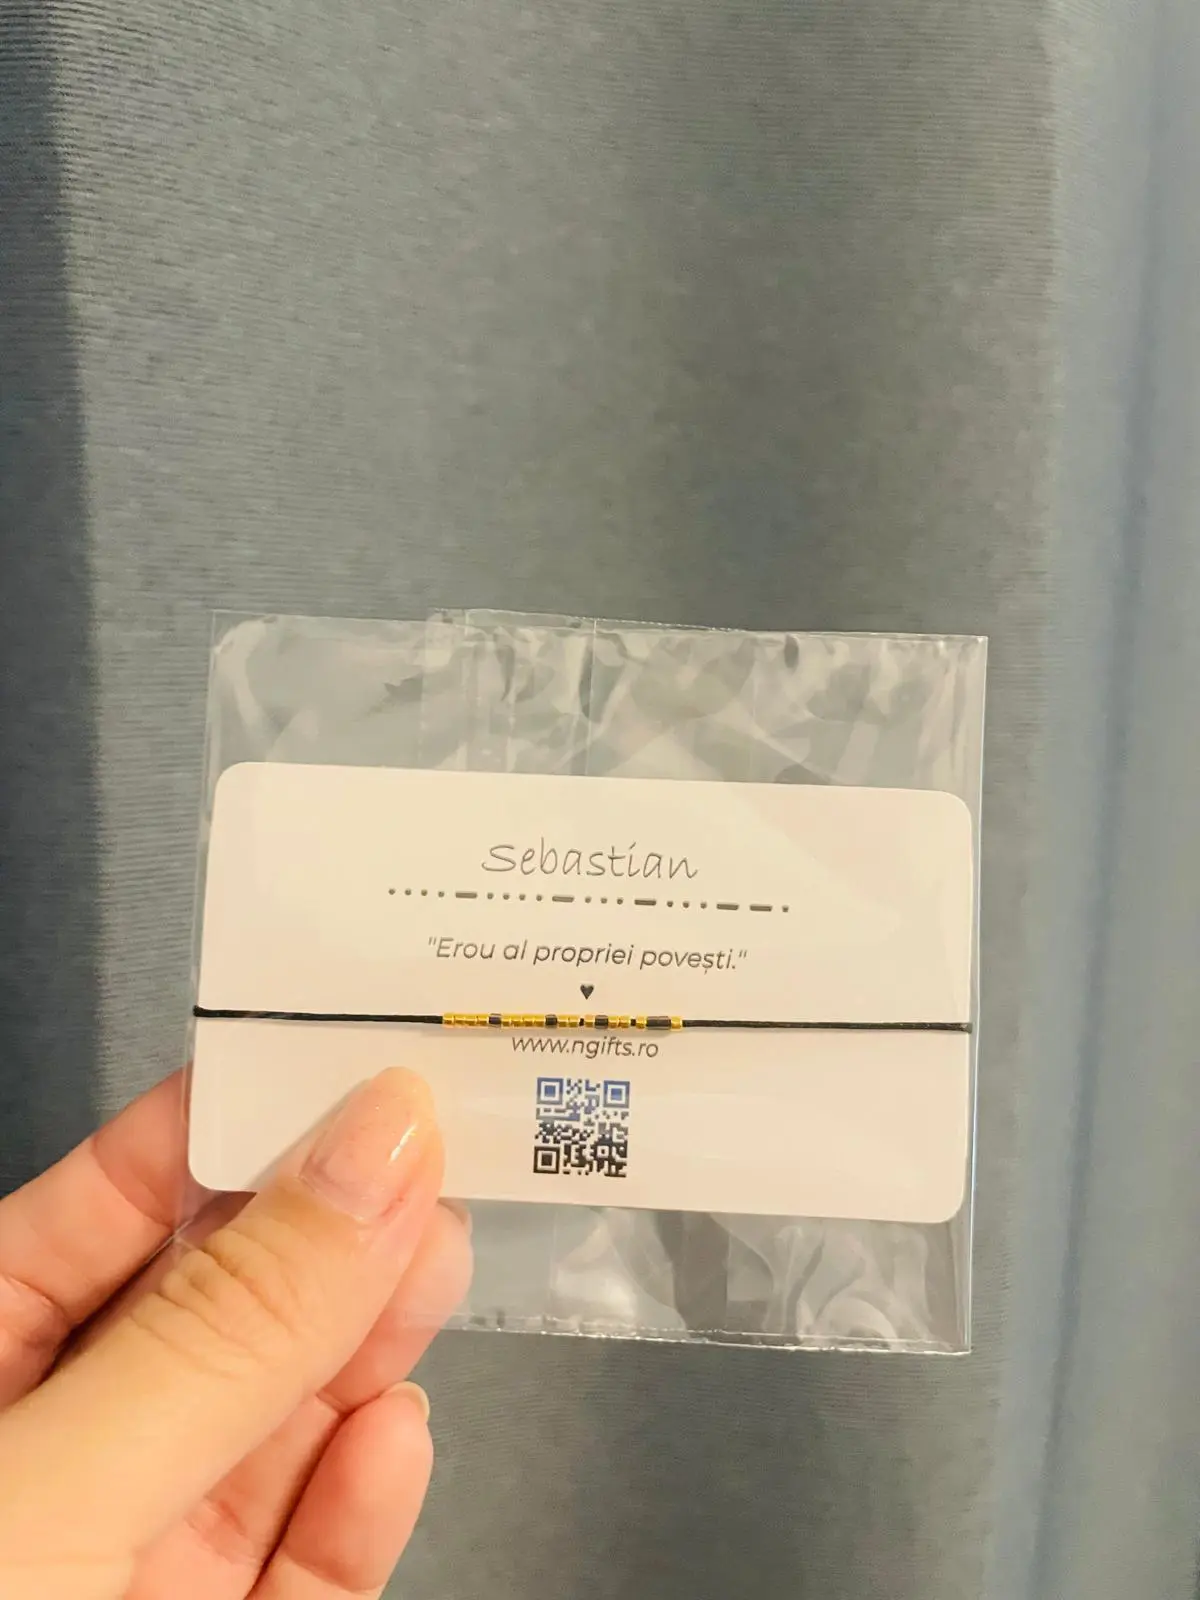 Sebastian
....-....-...-...--.
"Erou al propriei povești."
♥
www.ngifts.ro